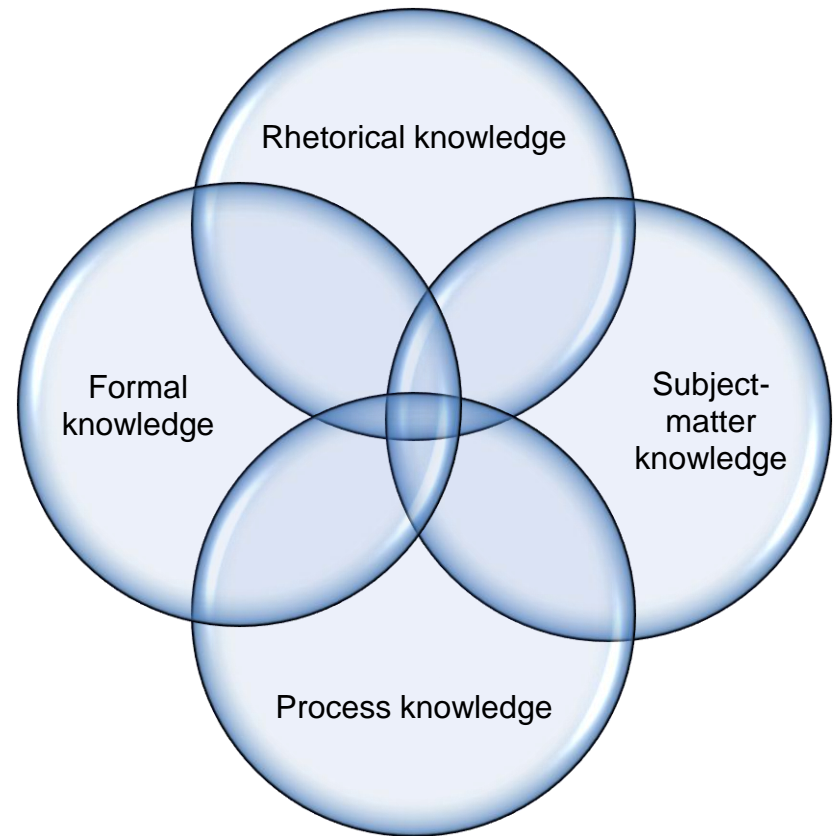 Rhetorical knowledge
Formal
knowledge
Subject-
matter
knowledge
Process knowledge